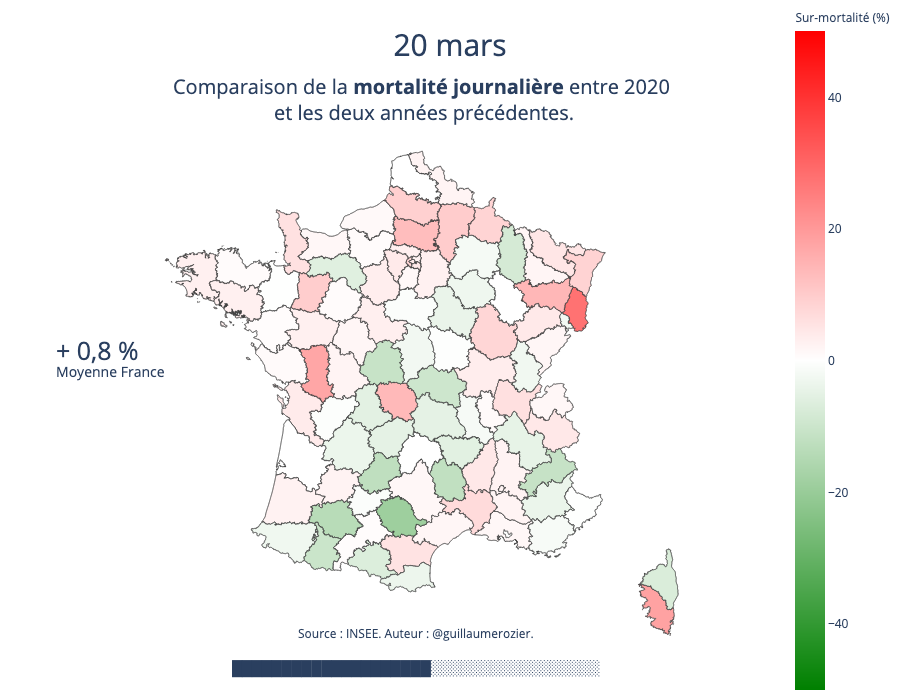 Sur-mortalité (%)
20 mars
Comparaison de la mortalité journalière entre 2020
et les deux années précédentes.
40
20
0
−20
−40
+ 0,8 %
Moyenne France
Source : INSEE. Auteur : @guillaumerozier.